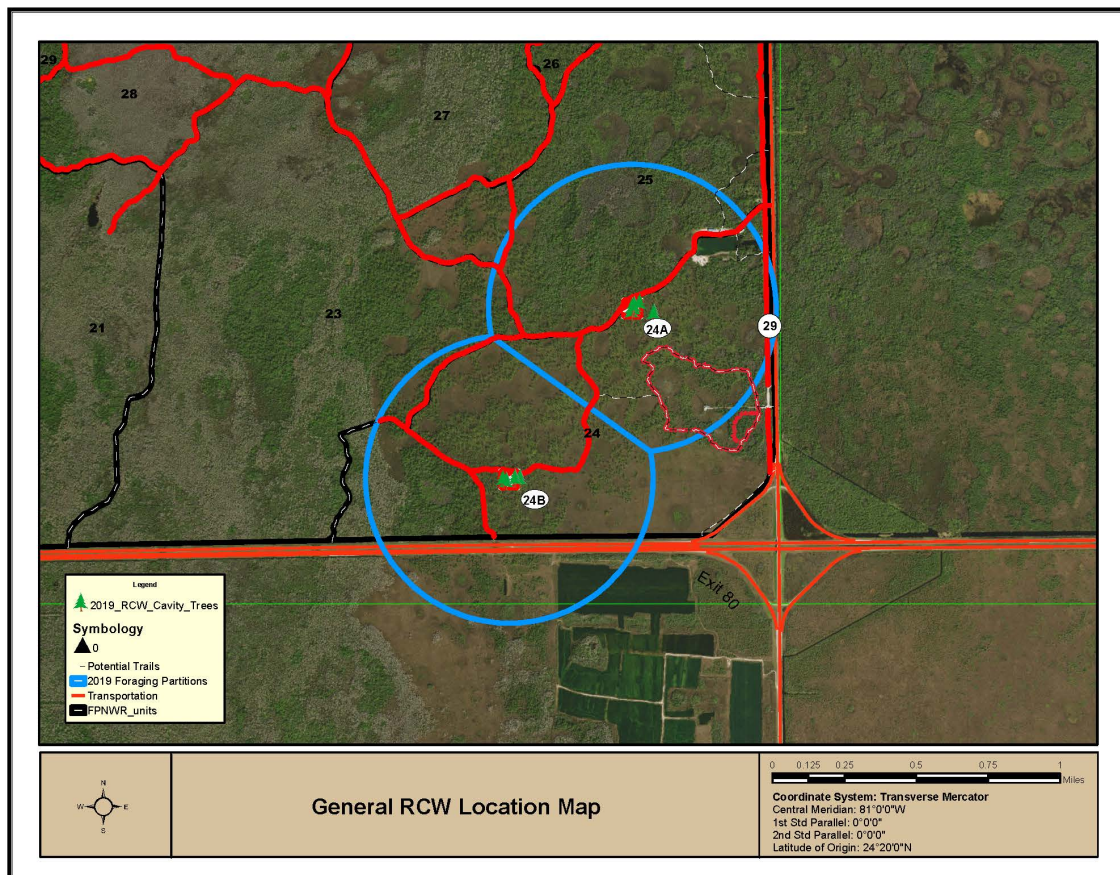 29
28
26
27
25
21
23
24A
29
24
24B
Exit 80
Legend
2019_RCW_Cavity_Trees
Symbology
0
Potential Trails
2019 Foraging Partitions
Transportation
FPNWR_units
N
W E
S
General RCW Location Map
0 0.125 0.25 0.5 0.75 1
Miles
Coordinate System: Transverse Mercator
Central Meridian: 81°0'0"W
1st Std Parallel: 0°0'0"
2nd Std Parallel: 0°0'0"
Latitude of Origin: 24°20'0"N